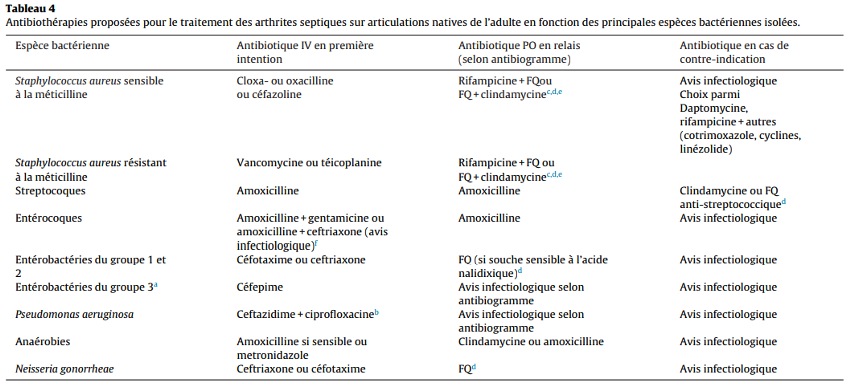 Tableau 4
Antibiothérapies proposées pour le traitement des arthrites septiques sur articulations natives de l'adulte en fonction des principales espèces bactériennes isolées.
Espèce bactérienne Antibiotique IV en première intention Antibiotique PO en relais (selon antibiogramme) Antibiotique en cas de contre-indication
Staphylococcus aureus sensible à la méticilline Cloxa- ou oxacilline ou céfazoline Rifampicine + FQou FQ + clindamycine^c,d,e Avis infectiologique Choix parmi Daptomycine, rifampicine + autres (cotrimoxazole, cyclines, linézolide)
Staphylococcus aureus résistant à la méticilline Vancomycine ou téicoplanine Rifampicine + FQ ou FQ + clindamycine^c,d,e
Streptocoques Amoxicilline Amoxicilline Clindamycine ou FQ anti-streptococcique^d
Entérocoques Amoxicilline + gentamicine ou amoxicilline + ceftriaxone (avis infectiologique)^f Amoxicilline Avis infectiologique
Entérobactéries du groupe 1 et 2 Céfotaxime ou ceftriaxone FQ (si souche sensible à l'acide nalidixique)^d Avis infectiologique
Entérobactéries du groupe 3^a Céfepime Avis infectiologique selon antibiogramme Avis infectiologique
Pseudomonas aeruginosa Ceftazidime + ciprofloxacine^b Avis infectiologique selon antibiogramme Avis infectiologique
Anaérobies Amoxicilline si sensible ou metronidazole Clindamycine ou amoxicilline Avis infectiologique
Neisseria gonorrheae Ceftriaxone ou céfotaxime FQ^d Avis infectiologique